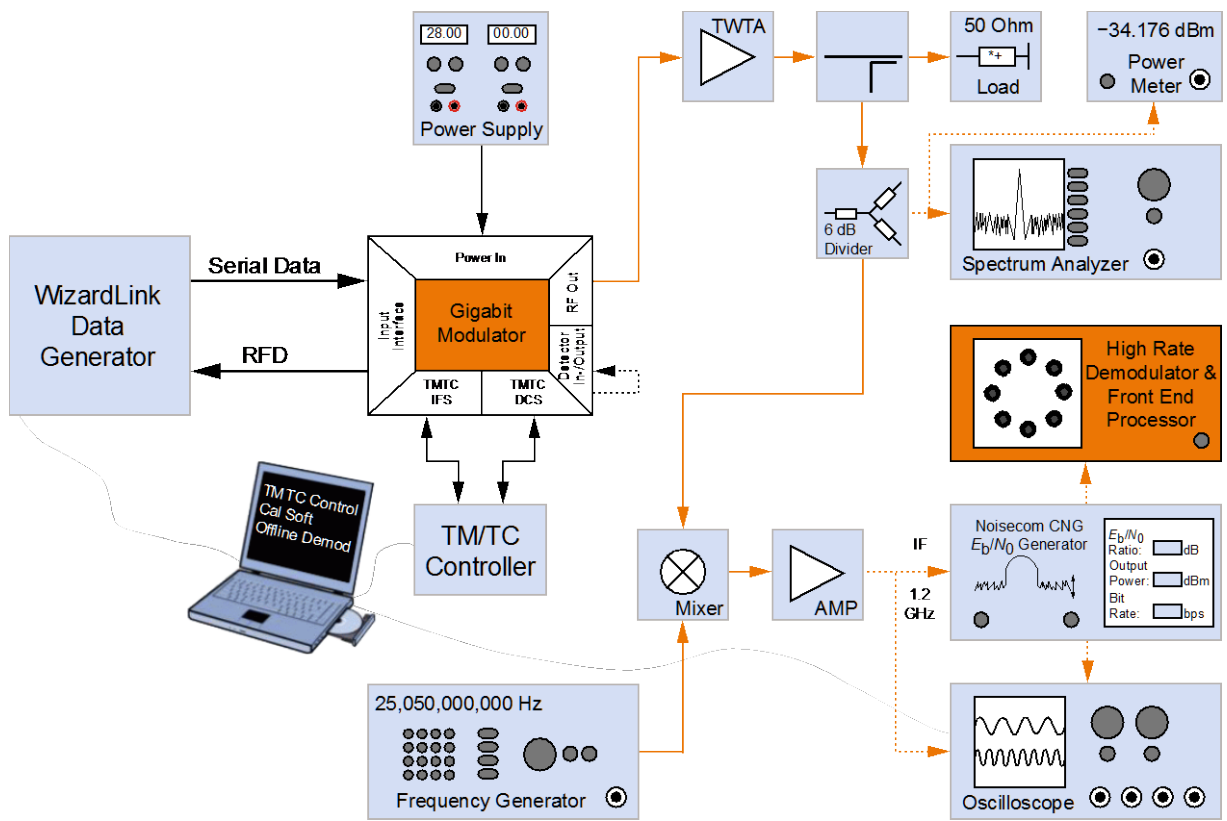 28.00
00.00
Power Supply
TWTA
50 Ohm
*+
Load
−34.176 dBm
Power
Meter
6 dB
Divider
Spectrum Analyzer
WizardLink
Data
Generator
Serial Data
RFD
Power In
Input
Interface
Gigabit
Modulator
RF Out
Detector
In-/Output
TMTC
IFS
TMTC
DCS
High Rate
Demodulator &
Front End
Processor
TMTC Control
Cal Soft
Offline Demod
TM/TC
Controller
Mixer
AMP
IF
1.2
GHz
Noisecom CNG
Eb/N0 Generator
Eb/N0
Ratio: dB
Output
Power: dBm
Bit
Rate: bps
25,050,000,000 Hz
Frequency Generator
Oscilloscope